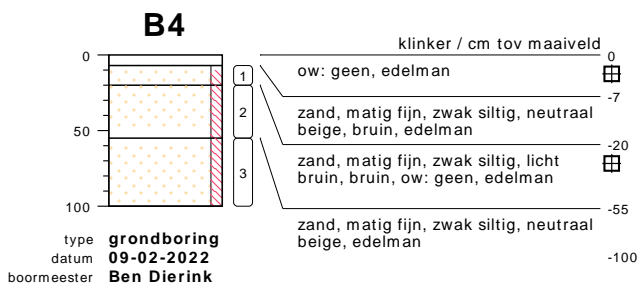 B4
klinker / cm tov maaiveld
0
0
ow: geen, edelman
1
-7
zand, matig fijn, zwak siltig, neutraal
beige, bruin, edelman
2
50
-20
zand, matig fijn, zwak siltig, licht
bruin, bruin, ow: geen, edelman
3
100
-55
zand, matig fijn, zwak siltig, neutraal
beige, edelman
-100
type grondboring
datum 09-02-2022
boormeester Ben Dierink